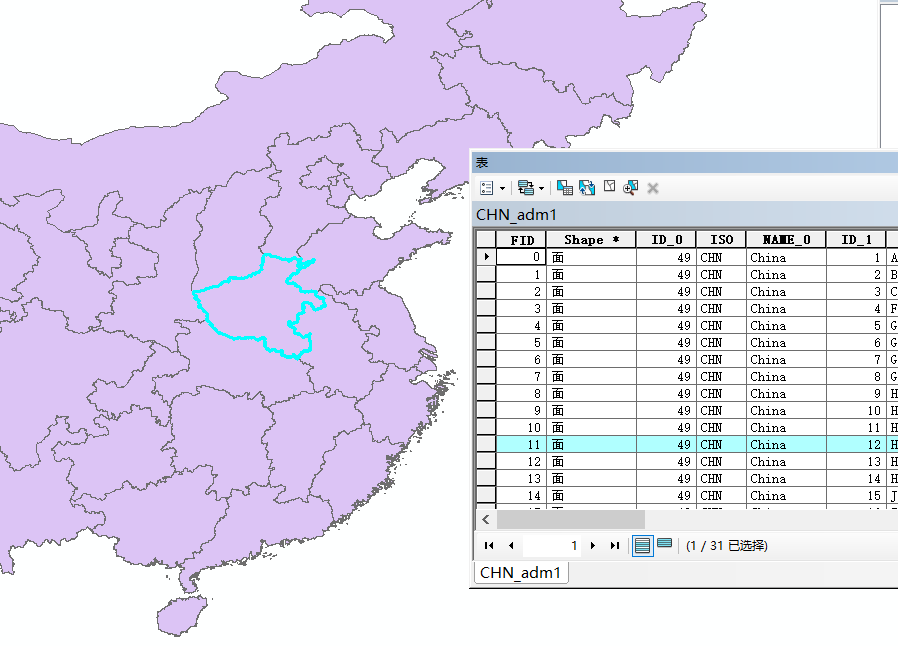 表
CHN_adm1
FID Shape * ID_0 ISO NAME_0 ID_1
0 面 49 CHN China 1 A
1 面 49 CHN China 2 B
2 面 49 CHN China 3 C
3 面 49 CHN China 4 F
4 面 49 CHN China 5 G
5 面 49 CHN China 6 G
6 面 49 CHN China 7 G
7 面 49 CHN China 8 G
8 面 49 CHN China 9 H
9 面 49 CHN China 10 H
10 面 49 CHN China 11 H
11 面 49 CHN China 12 H
12 面 49 CHN China 13 H
13 面 49 CHN China 14 H
14 面 49 CHN China 15 J
1 (1 / 31 已选择)
CHN_adm1